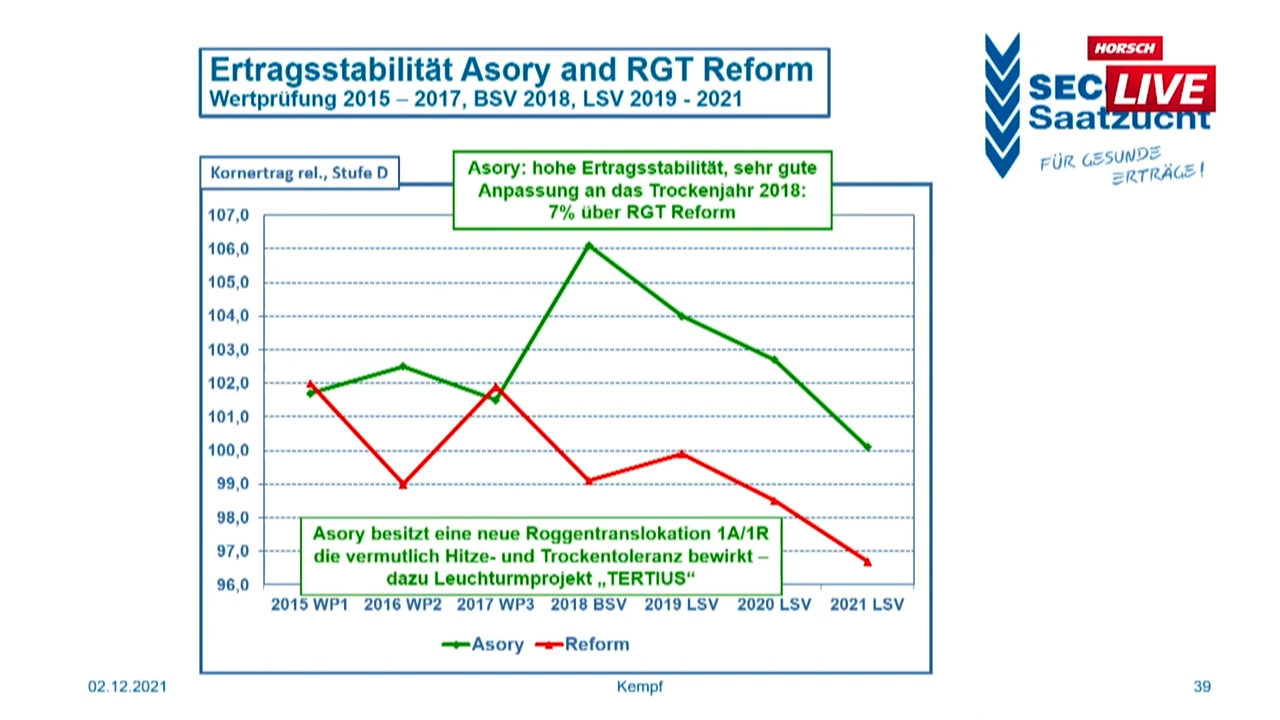 Ertragsstabilität Asory and RGT Reform
Wertprüfung 2015 – 2017, BSV 2018, LSV 2019 - 2021
HORSCH
LIVE
SEC
Saatzucht
FÜR GESUNDE
ERTRÄGE!
Kornertrag rel., Stufe D
Asory: hohe Ertragsstabilität, sehr gute
Anpassung an das Trockenjahr 2018:
7% über RGT Reform
107,0
106,0
105,0
104,0
103,0
102,0
101,0
100,0
99,0
98,0
97,0
96,0
Asory besitzt eine neue Roggentranslokation 1A/1R
die vermutlich Hitze- und Trockentoleranz bewirkt –
dazu Leuchturmprojekt „TERTIUS“
2015 WP1 2016 WP2 2017 WP3 2018 BSV 2019 LSV 2020 LSV 2021 LSV
Asory Reform
02.12.2021 Kempf 39